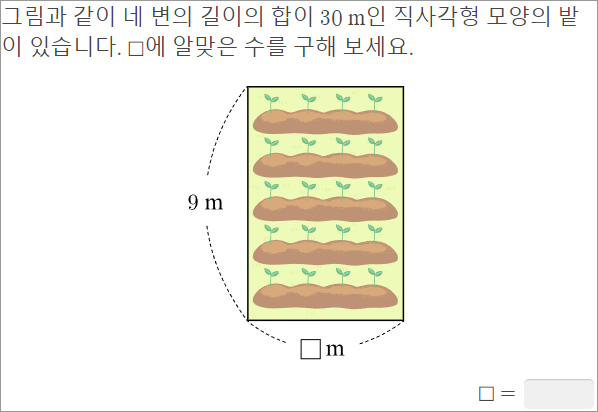 그림과 같이 네 변의 길이의 합이 30 m인 직사각형 모양의 밭
이 있습니다. □에 알맞은 수를 구해 보세요.
9 m
□ m
□ =